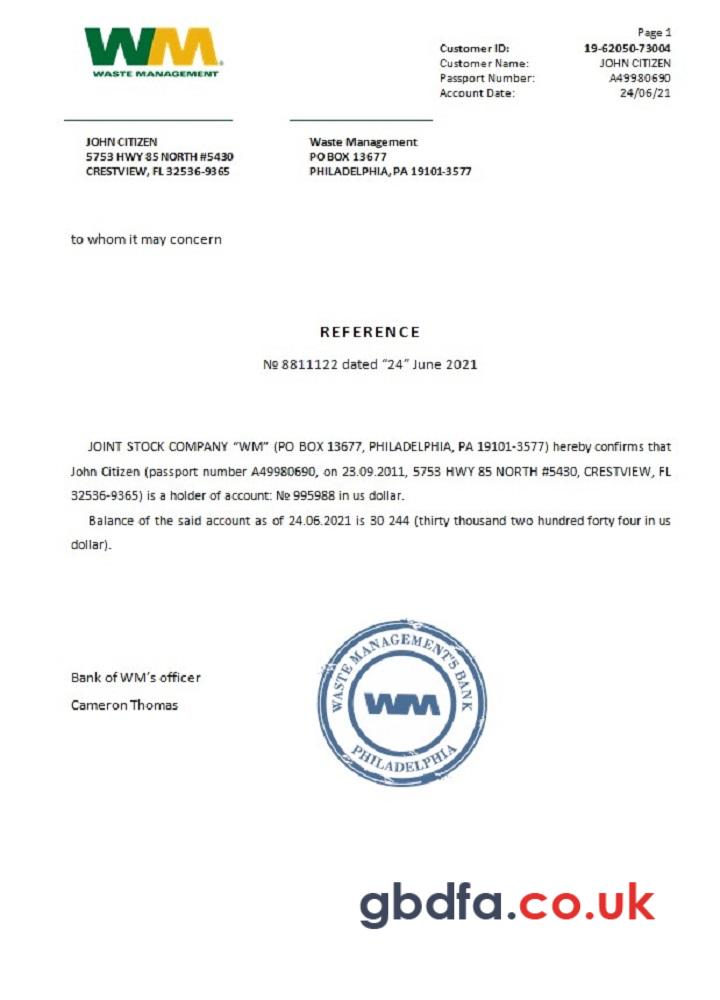 WM
WASTE MANAGEMENT
Page 1
Customer ID: 19-62050-73004
Customer Name: JOHN CITIZEN
Passport Number: A49980690
Account Date: 24/06/21
JOHN CITIZEN
5753 HWY 85 NORTH #5430
CRESTVIEW, FL 32536-9365
Waste Management
PO BOX 13677
PHILADELPHIA, PA 19101-3577
to whom it may concern
REFERENCE
№ 8811122 dated “24” June 2021
JOINT STOCK COMPANY “WM” (PO BOX 13677, PHILADELPHIA, PA 19101-3577) hereby confirms that
John Citizen (passport number A49980690, on 23.09.2011, 5753 HWY 85 NORTH #5430, CRESTVIEW, FL
32536-9365) is a holder of account: № 995988 in us dollar.
Balance of the said account as of 24.06.2021 is 30 244 (thirty thousand two hundred forty four in us
dollar).
Bank of WM’s officer
Cameron Thomas
WASTE MANAGEMENT'S BANK
WM
PHILADELPHIA
gbdfa.co.uk